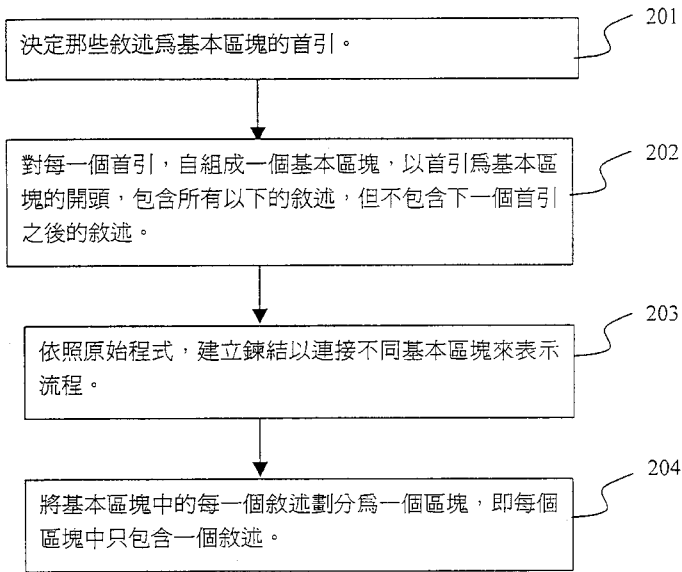 201
決定那些敘述爲基本區塊的首引。
202
對每一個首引，自組成一個基本區塊，以首引爲基本區
塊的開頭，包含所有以下的敘述，但不包含下一個首引
之後的敘述。
203
依照原始程式，建立鍊結以連接不同基本區塊來表示
流程。
204
將基本區塊中的每一個敘述劃分爲一個區塊，即每個
區塊中只包含一個敘述。